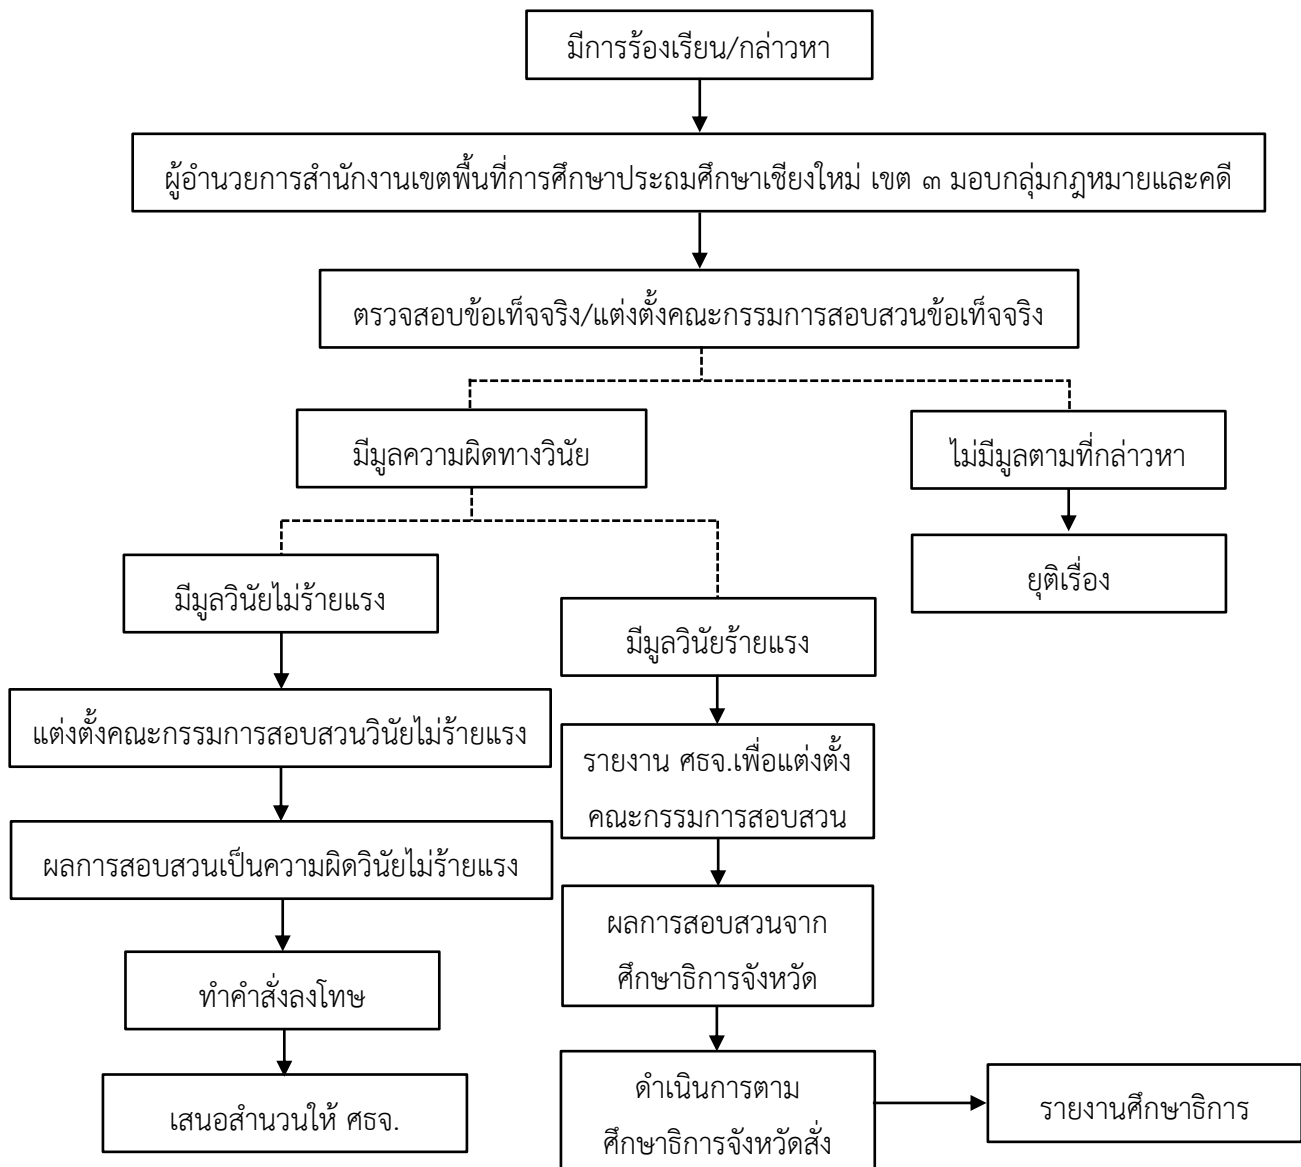 มีการร้องเรียน/กล่าวหา
ผู้อำนวยการสำนักงานเขตพื้นที่การศึกษาประถมศึกษาเชียงใหม่ เขต ๓ มอบกลุ่มกฎหมายและคดี
ตรวจสอบข้อเท็จจริง/แต่งตั้งคณะกรรมการสอบสวนข้อเท็จจริง
มีมูลความผิดทางวินัย
ไม่มีมูลตามที่กล่าวหา
ยุติเรื่อง
มีมูลวินัยไม่ร้ายแรง
มีมูลวินัยร้ายแรง
แต่งตั้งคณะกรรมการสอบสวนวินัยไม่ร้ายแรง
รายงาน ศธจ.เพื่อแต่งตั้ง
คณะกรรมการสอบสวน
ผลการสอบสวนเป็นความผิดวินัยไม่ร้ายแรง
ผลการสอบสวนจาก
ศึกษาธิการจังหวัด
ทำคำสั่งลงโทษ
เสนอสำนวนให้ ศธจ.
ดำเนินการตาม
ศึกษาธิการจังหวัดสั่ง
รายงานศึกษาธิการ